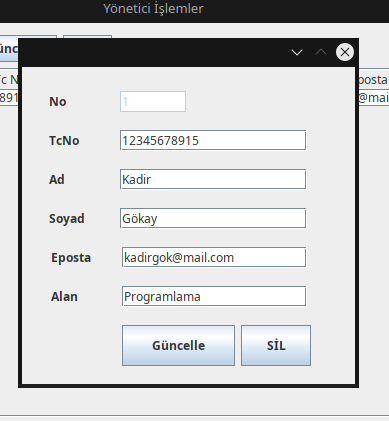 Yönetici İşlemler
No 1
TcNo 12345678915
Ad Kadir
Soyad Gökay
Eposta kadirgok@mail.com
Alan Programlama
Güncelle SİL